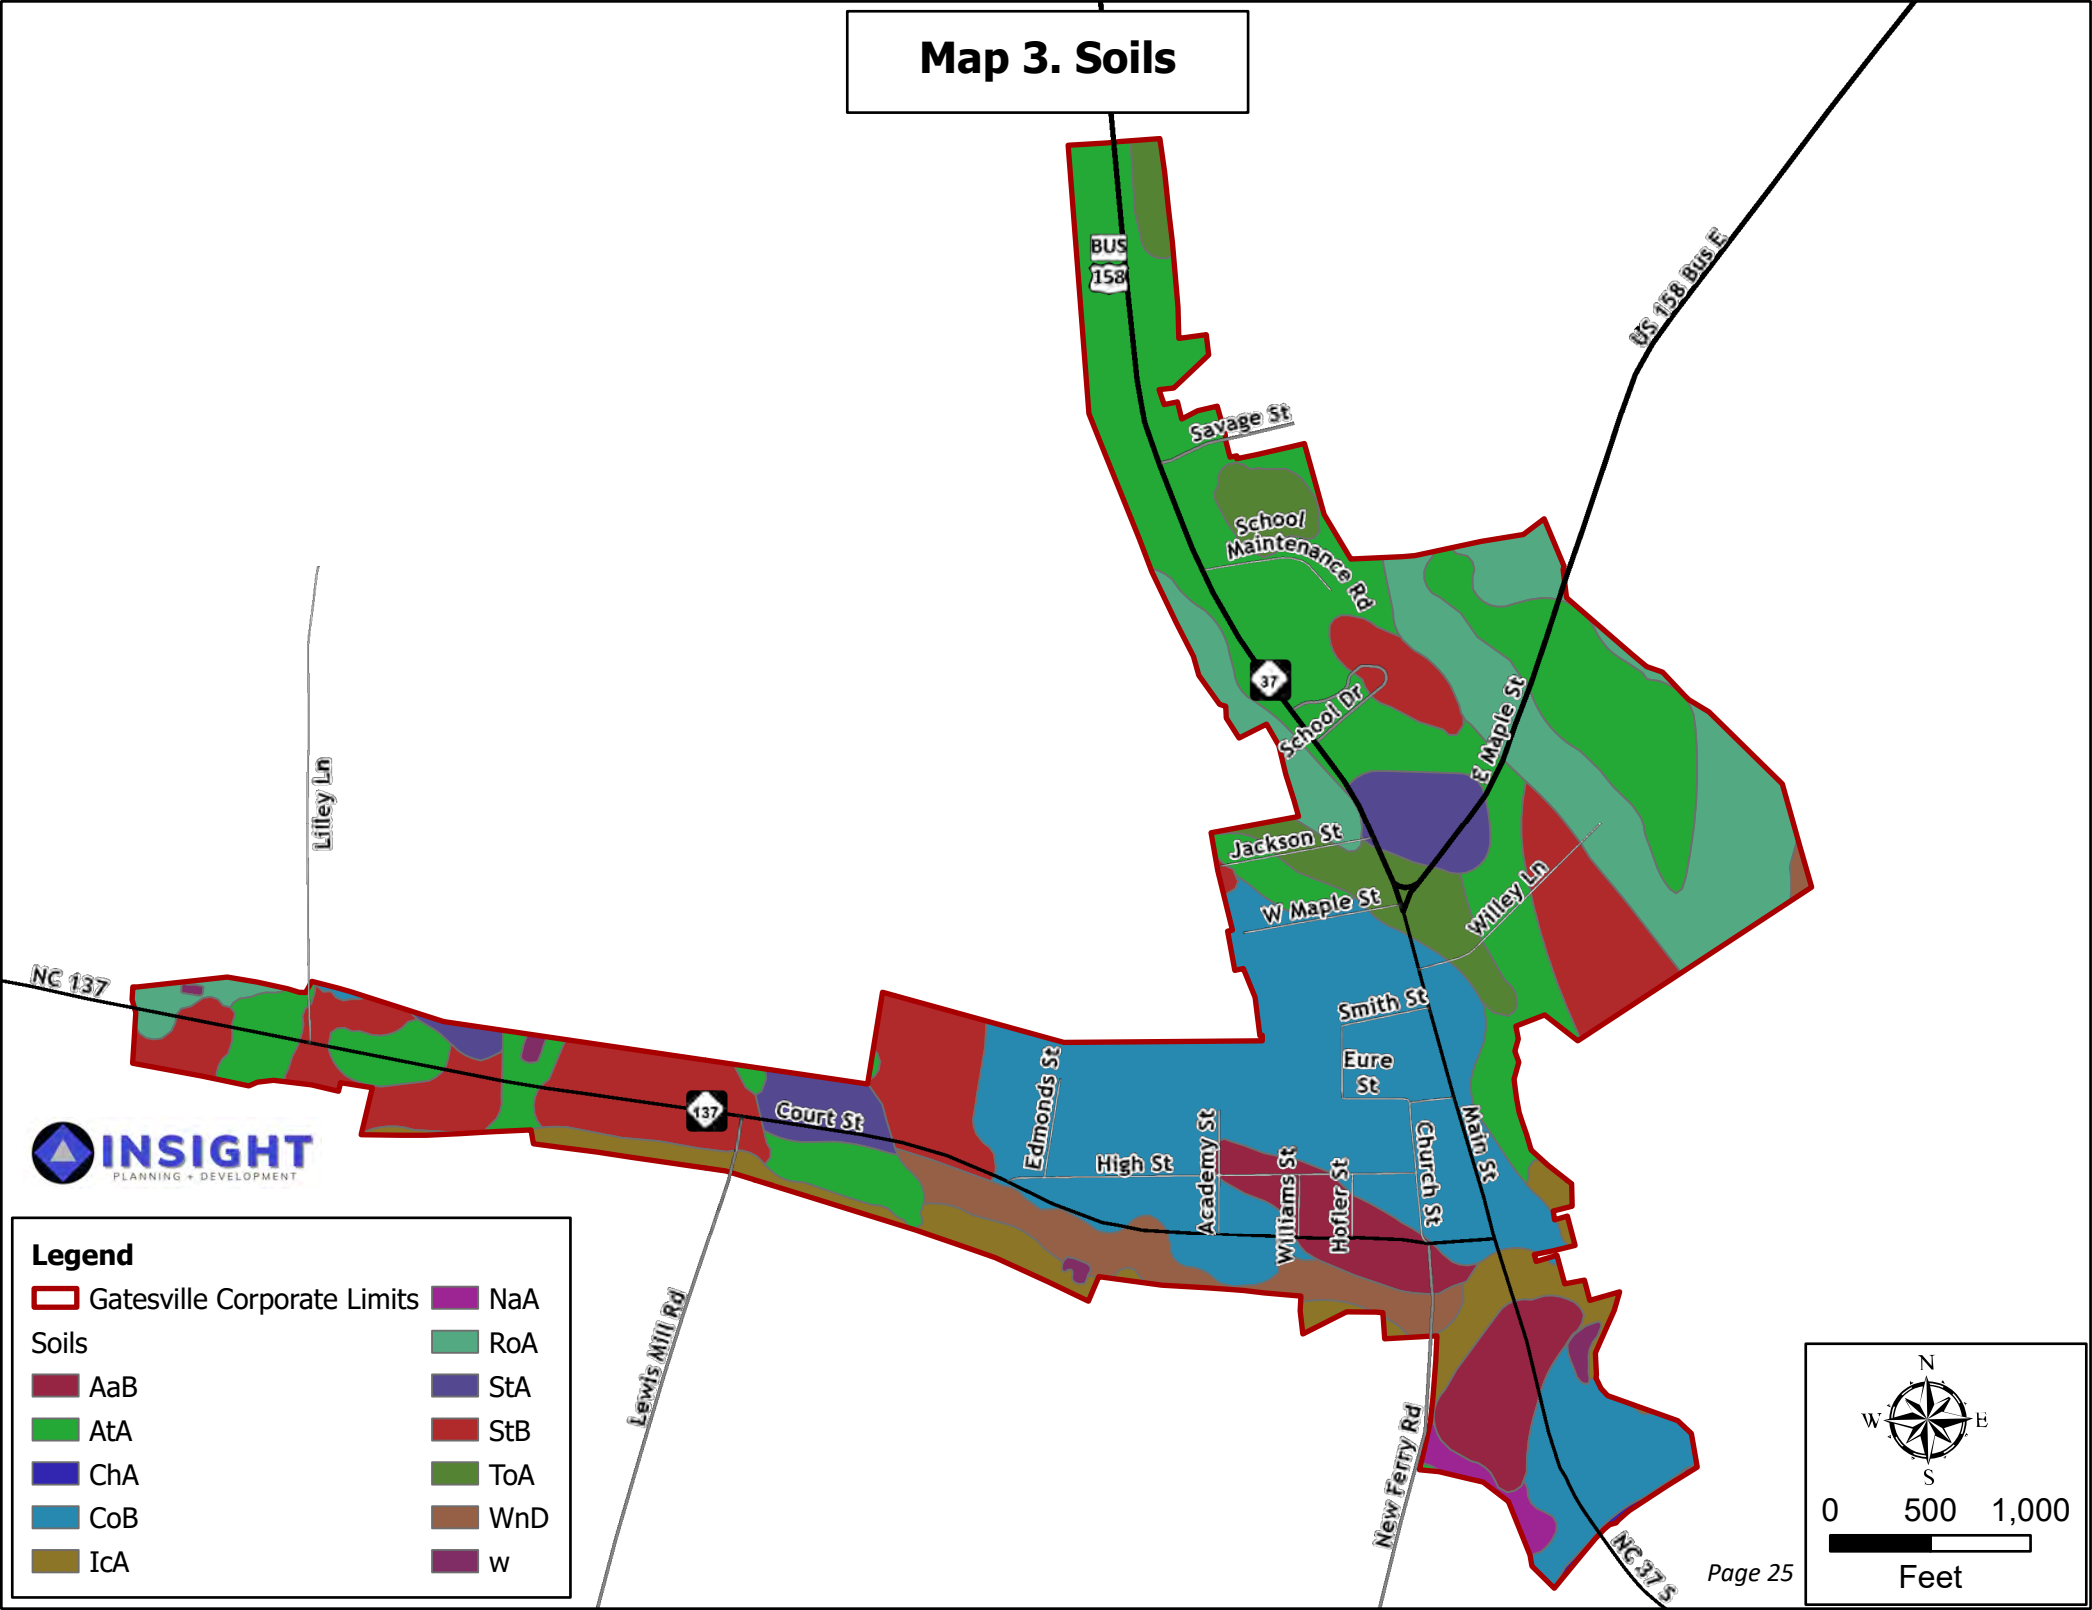 Map 3. Soils
BUS
158
US 158 Bus E
Savage St
School
Maintenance Rd
37
School Dr
E Maple St
Jackson St
W Maple St
Willey Ln
Lilley Ln
NC 137
Smith St
Eure
St
Edmonds St
137
Court St
Academy St
High St
Williams St
Hofler St
Church St
Main St
Lewis Mill Rd
New Ferry Rd
NC 37 S
INSIGHT
PLANNING + DEVELOPMENT
Legend
Gatesville Corporate Limits
Soils
AaB
AtA
ChA
CoB
IcA
NaA
RoA
StA
StB
ToA
WnD
w
N
W E
S
0 500 1,000
Feet
Page 25